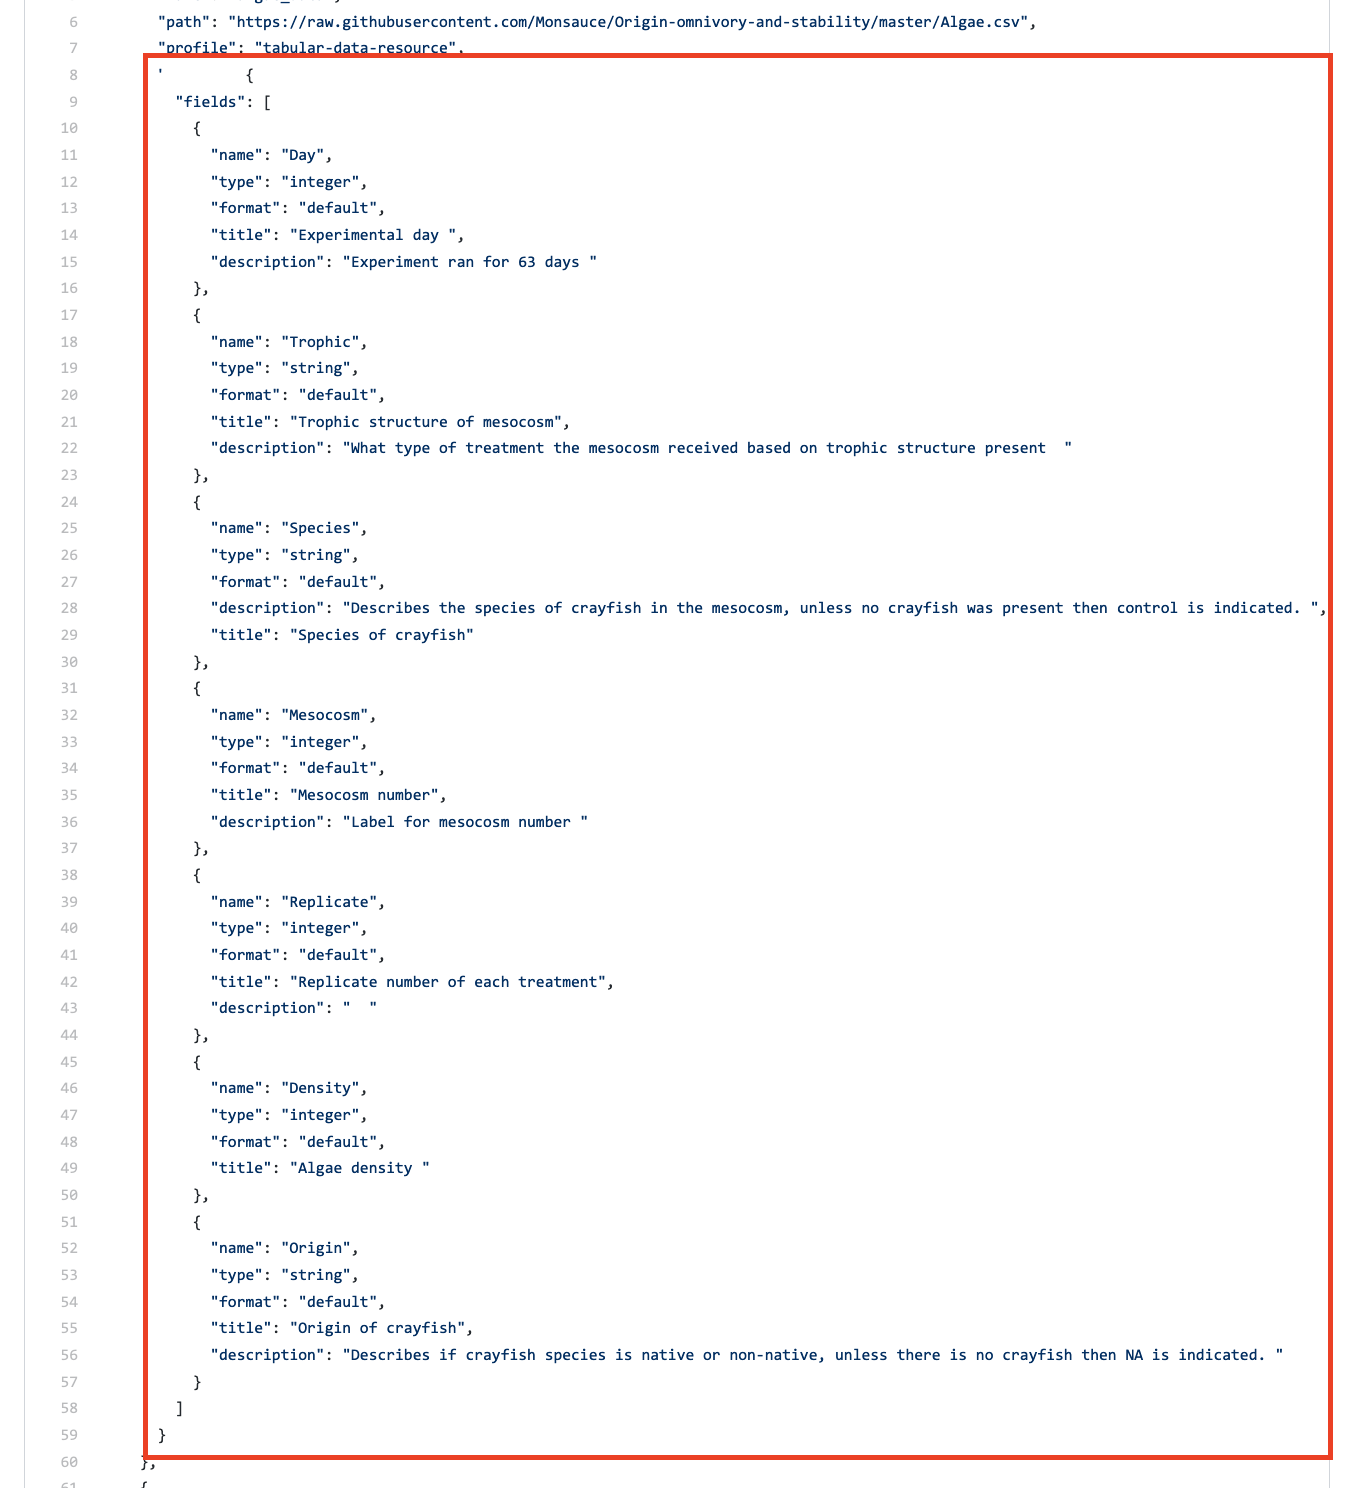 6 "path": "https://raw.githubusercontent.com/Monsauce/Origin-omnivory-and-stability/master/Algae.csv",
7 "profile": "tabular-data-resource",
8 ' {
9 "fields": [
10 {
11 "name": "Day",
12 "type": "integer",
13 "format": "default",
14 "title": "Experimental day ",
15 "description": "Experiment ran for 63 days "
16 },
17 {
18 "name": "Trophic",
19 "type": "string",
20 "format": "default",
21 "title": "Trophic structure of mesocosm",
22 "description": "What type of treatment the mesocosm received based on trophic structure present  "
23 },
24 {
25 "name": "Species",
26 "type": "string",
27 "format": "default",
28 "description": "Describes the species of crayfish in the mesocosm, unless no crayfish was present then control is indicated. ",
29 "title": "Species of crayfish"
30 },
31 {
32 "name": "Mesocosm",
33 "type": "integer",
34 "format": "default",
35 "title": "Mesocosm number",
36 "description": "Label for mesocosm number "
37 },
38 {
39 "name": "Replicate",
40 "type": "integer",
41 "format": "default",
42 "title": "Replicate number of each treatment",
43 "description": "  "
44 },
45 {
46 "name": "Density",
47 "type": "integer",
48 "format": "default",
49 "title": "Algae density "
50 },
51 {
52 "name": "Origin",
53 "type": "string",
54 "format": "default",
55 "title": "Origin of crayfish",
56 "description": "Describes if crayfish species is native or non-native, unless there is no crayfish then NA is indicated. "
57 }
58 ]
59 }
60 },
61 {